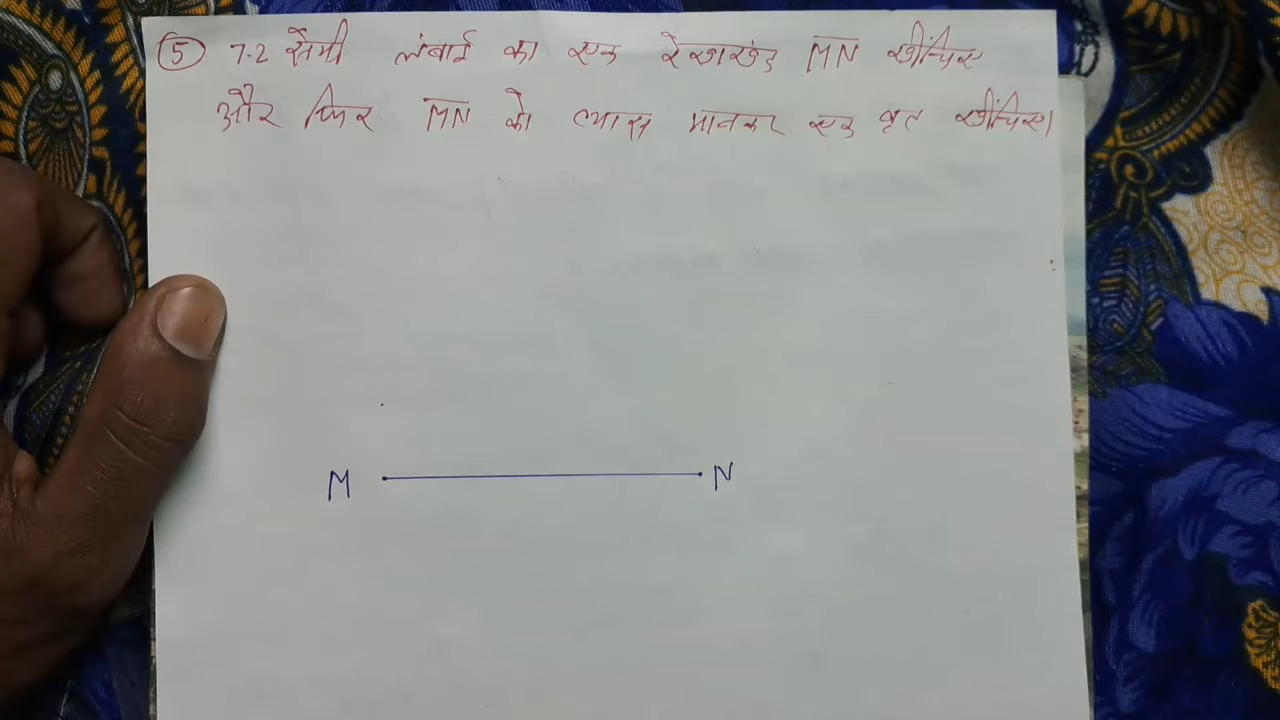 ⑤ 7.2 सेमी लंबाई का एक रेखाखंड MN खींचिए
और फिर MN को व्यास मानकर एक वृत खींचिए।
M N